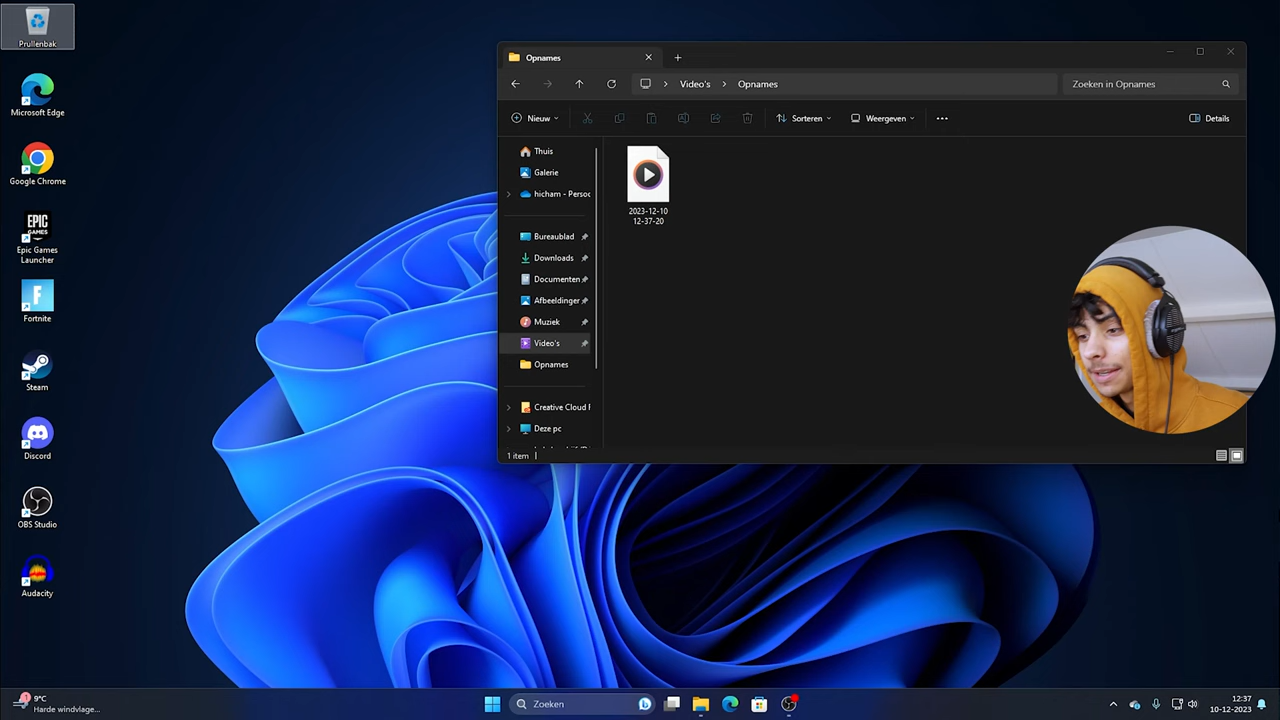 Prullenbak
Microsoft Edge
Google Chrome
EPIC
GAMES
Epic Games
Launcher
Fortnite
Steam
Discord
OBS Studio
Audacity
Opnames
Video's
Opnames
Zoeken in Opnames
Nieuw
Sorteren
Weergeven
Details
Thuis
Galerie
hicham - Persoc
Bureaublad
Downloads
Documenten
Afbeeldingen
Muziek
Video's
Opnames
Creative Cloud F
Deze pc
2023-12-10
12-37-20
1 item
1
9°C
Harde windvlage...
Zoeken
12:37
10-12-2023